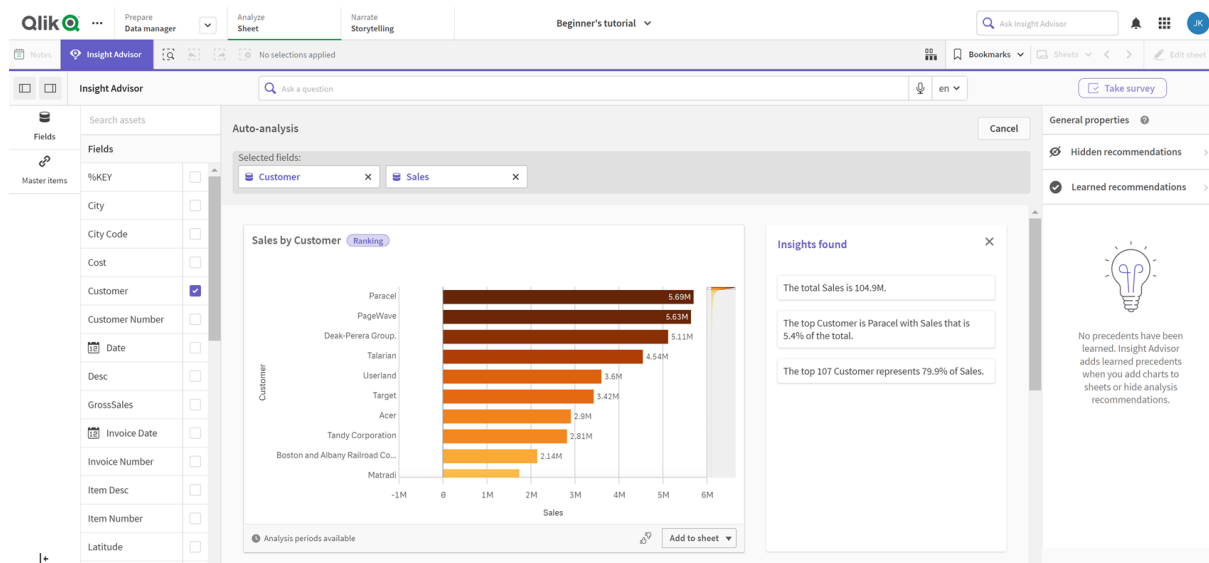 Qlik
Prepare
Data manager
Analyze
Sheet
Narrate
Storytelling
Beginner's tutorial
Ask Insight Advisor
JK
Notes
Insight Advisor
No selections applied
Bookmarks
Sheets
Edit sheet
Insight Advisor
Ask a question
en
Take survey
Fields
Master items
Search assets
Fields
%KEY
City
City Code
Cost
Customer
Customer Number
Date
Desc
GrossSales
Invoice Date
Invoice Number
Item Desc
Item Number
Latitude
Auto-analysis
Cancel
Selected fields:
Customer
Sales
Sales by Customer
Ranking
Customer
Paracel 5.69M
PageWave 5.63M
Deak-Perera Group. 5.11M
Talarian 4.54M
Userland 3.6M
Target 3.42M
Acer 2.9M
Tandy Corporation 2.81M
Boston and Albany Railroad Co... 2.14M
Matradi
-1M 0 1M 2M 3M 4M 5M 6M
Sales
Analysis periods available
Add to sheet
Insights found
The total Sales is 104.9M.
The top Customer is Paracel with Sales that is
5.4% of the total.
The top 107 Customer represents 79.9% of Sales.
General properties
Hidden recommendations
Learned recommendations
No precedents have been
learned. Insight Advisor
adds learned precedents
when you add charts to
sheets or hide analysis
recommendations.